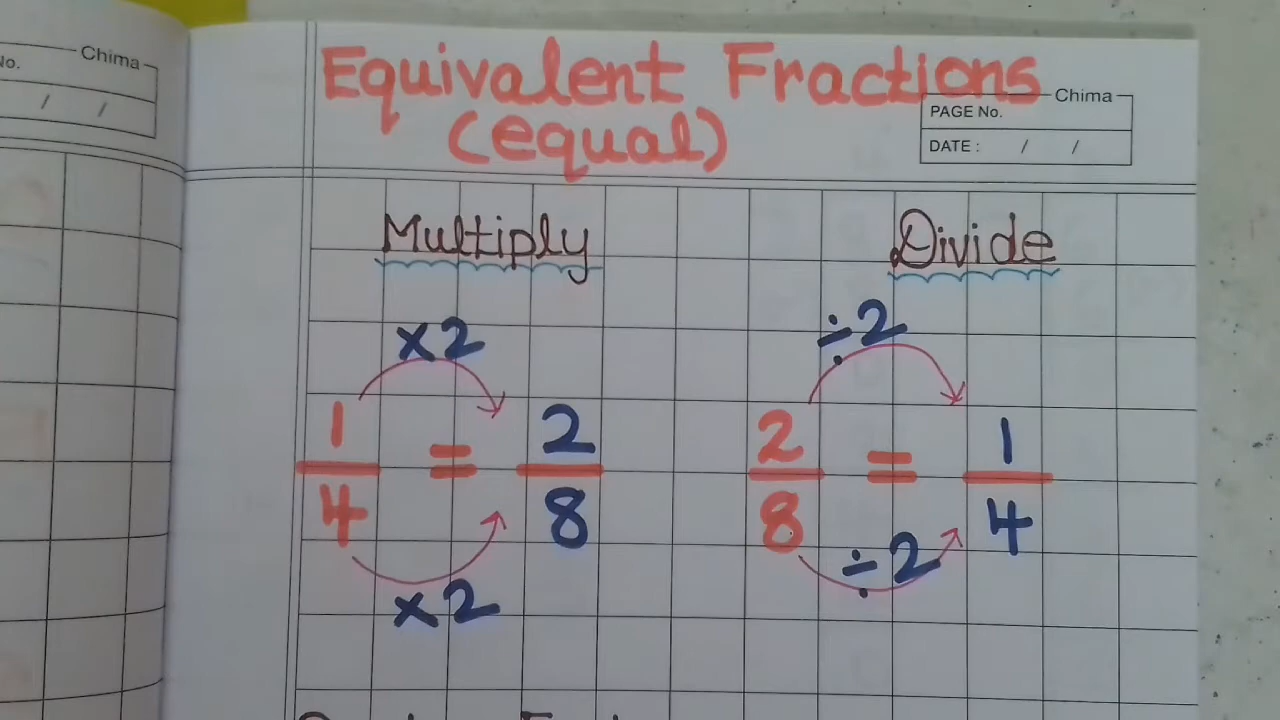 No.
Chima
/ /
Equivalent Fractions
(equal)
Chima
PAGE No.
DATE : / /
Multiply
Divide
×2
÷2
1/4 = 2/8
2/8 = 1/4
×2
÷2